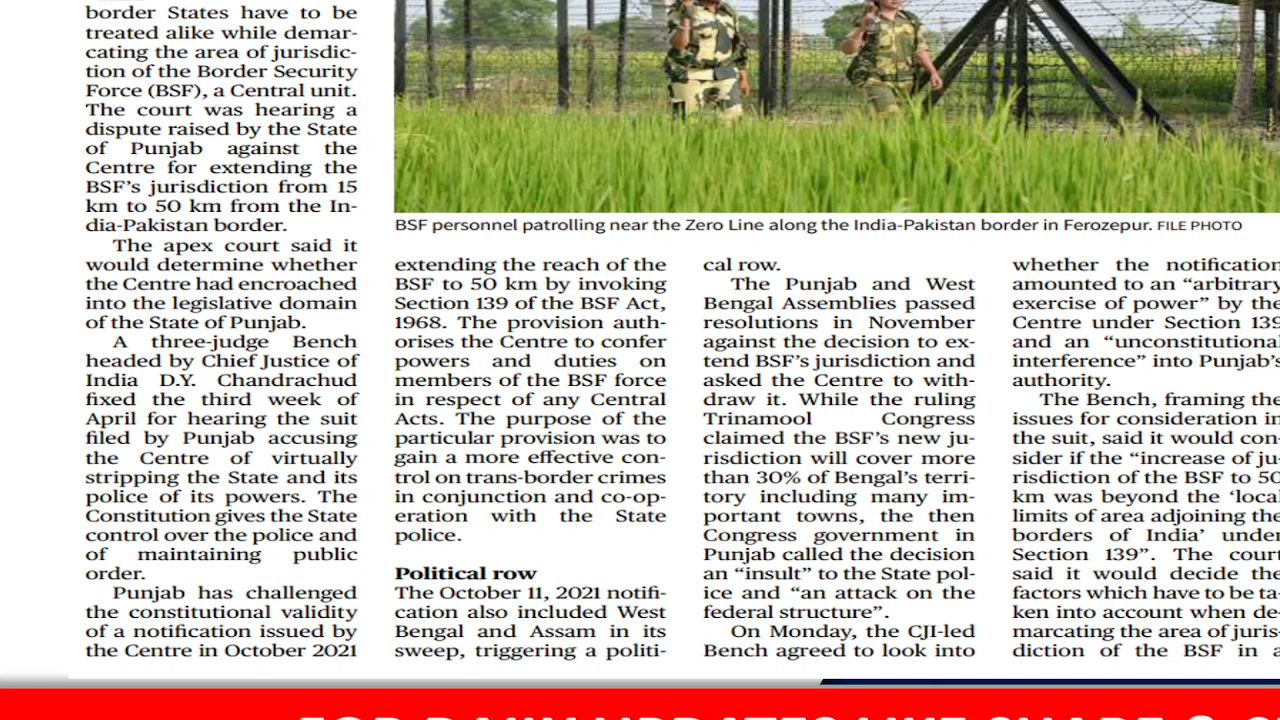 border States have to be
treated alike while demar-
cating the area of jurisdic-
tion of the Border Security
Force (BSF), a Central unit.
The court was hearing a
dispute raised by the State
of Punjab against the
Centre for extending the
BSF’s jurisdiction from 15
km to 50 km from the In-
dia-Pakistan border.
The apex court said it
would determine whether
the Centre had encroached
into the legislative domain
of the State of Punjab.
A three-judge Bench
headed by Chief Justice of
India D.Y. Chandrachud
fixed the third week of
April for hearing the suit
filed by Punjab accusing
the Centre of virtually
stripping the State and its
police of its powers. The
Constitution gives the State
control over the police and
of maintaining public
order.
Punjab has challenged
the constitutional validity
of a notification issued by
the Centre in October 2021
BSF personnel patrolling near the Zero Line along the India-Pakistan border in Ferozepur. FILE PHOTO
extending the reach of the
BSF to 50 km by invoking
Section 139 of the BSF Act,
1968. The provision auth-
orises the Centre to confer
powers and duties on
members of the BSF force
in respect of any Central
Acts. The purpose of the
particular provision was to
gain a more effective con-
trol on trans-border crimes
in conjunction and co-op-
eration with the State
police.
Political row
The October 11, 2021 notifi-
cation also included West
Bengal and Assam in its
sweep, triggering a politi-
cal row.
The Punjab and West
Bengal Assemblies passed
resolutions in November
against the decision to ex-
tend BSF’s jurisdiction and
asked the Centre to with-
draw it. While the ruling
Trinamool Congress
claimed the BSF’s new ju-
risdiction will cover more
than 30% of Bengal’s terri-
tory including many im-
portant towns, the then
Congress government in
Punjab called the decision
an “insult” to the State pol-
ice and “an attack on the
federal structure”.
On Monday, the CJI-led
Bench agreed to look into
whether the notification
amounted to an “arbitrary
exercise of power” by the
Centre under Section 139
and an “unconstitutional
interference” into Punjab’s
authority.
The Bench, framing the
issues for consideration in
the suit, said it would con-
sider if the “increase of ju-
risdiction of the BSF to 50
km was beyond the ‘local
limits of area adjoining the
borders of India’ under
Section 139”. The court
said it would decide the
factors which have to be ta-
ken into account when de-
marcating the area of juris-
diction of the BSF in a
FOR DAILY UPDATES LIKE SHARE &